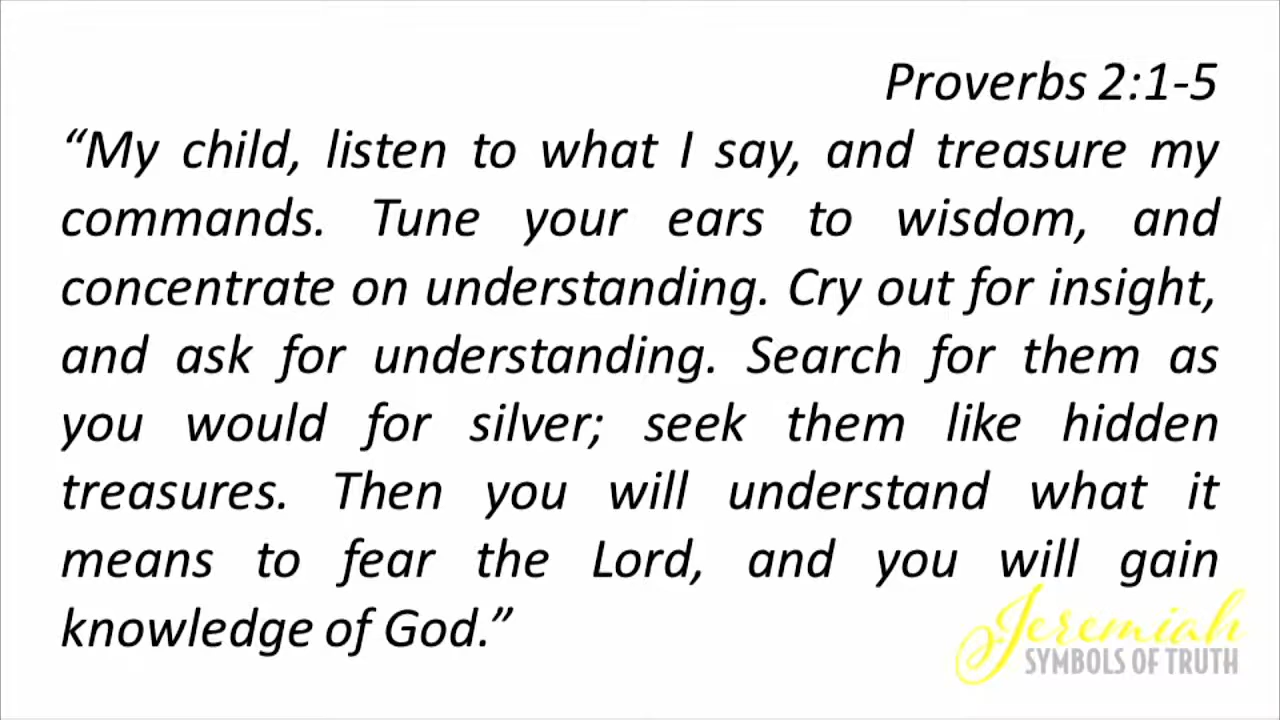 Proverbs 2:1-5
“My child, listen to what I say, and treasure my
commands. Tune your ears to wisdom, and
concentrate on understanding. Cry out for insight,
and ask for understanding. Search for them as
you would for silver; seek them like hidden
treasures. Then you will understand what it
means to fear the Lord, and you will gain
knowledge of God.”
Jeremiah
SYMBOLS OF TRUTH